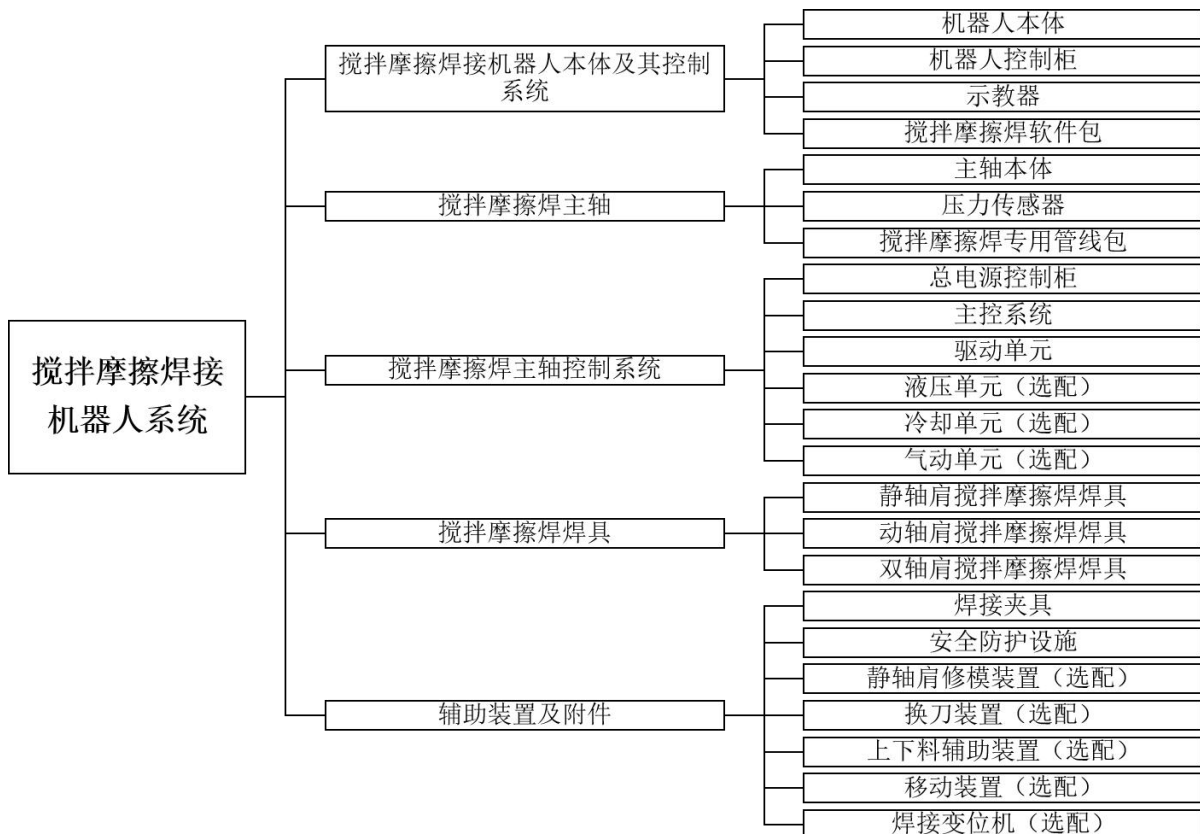 搅拌摩擦焊接
机器人系统
搅拌摩擦焊接机器人本体及其控制
系统
机器人本体
机器人控制柜
示教器
搅拌摩擦焊软件包
搅拌摩擦焊主轴
主轴本体
压力传感器
搅拌摩擦焊专用管线包
搅拌摩擦焊主轴控制系统
总电源控制柜
主控系统
驱动单元
液压单元（选配）
冷却单元（选配）
气动单元（选配）
搅拌摩擦焊焊具
静轴肩搅拌摩擦焊焊具
动轴肩搅拌摩擦焊焊具
双轴肩搅拌摩擦焊焊具
辅助装置及附件
焊接夹具
安全防护设施
静轴肩修模装置（选配）
换刀装置（选配）
上下料辅助装置（选配）
移动装置（选配）
焊接变位机（选配）